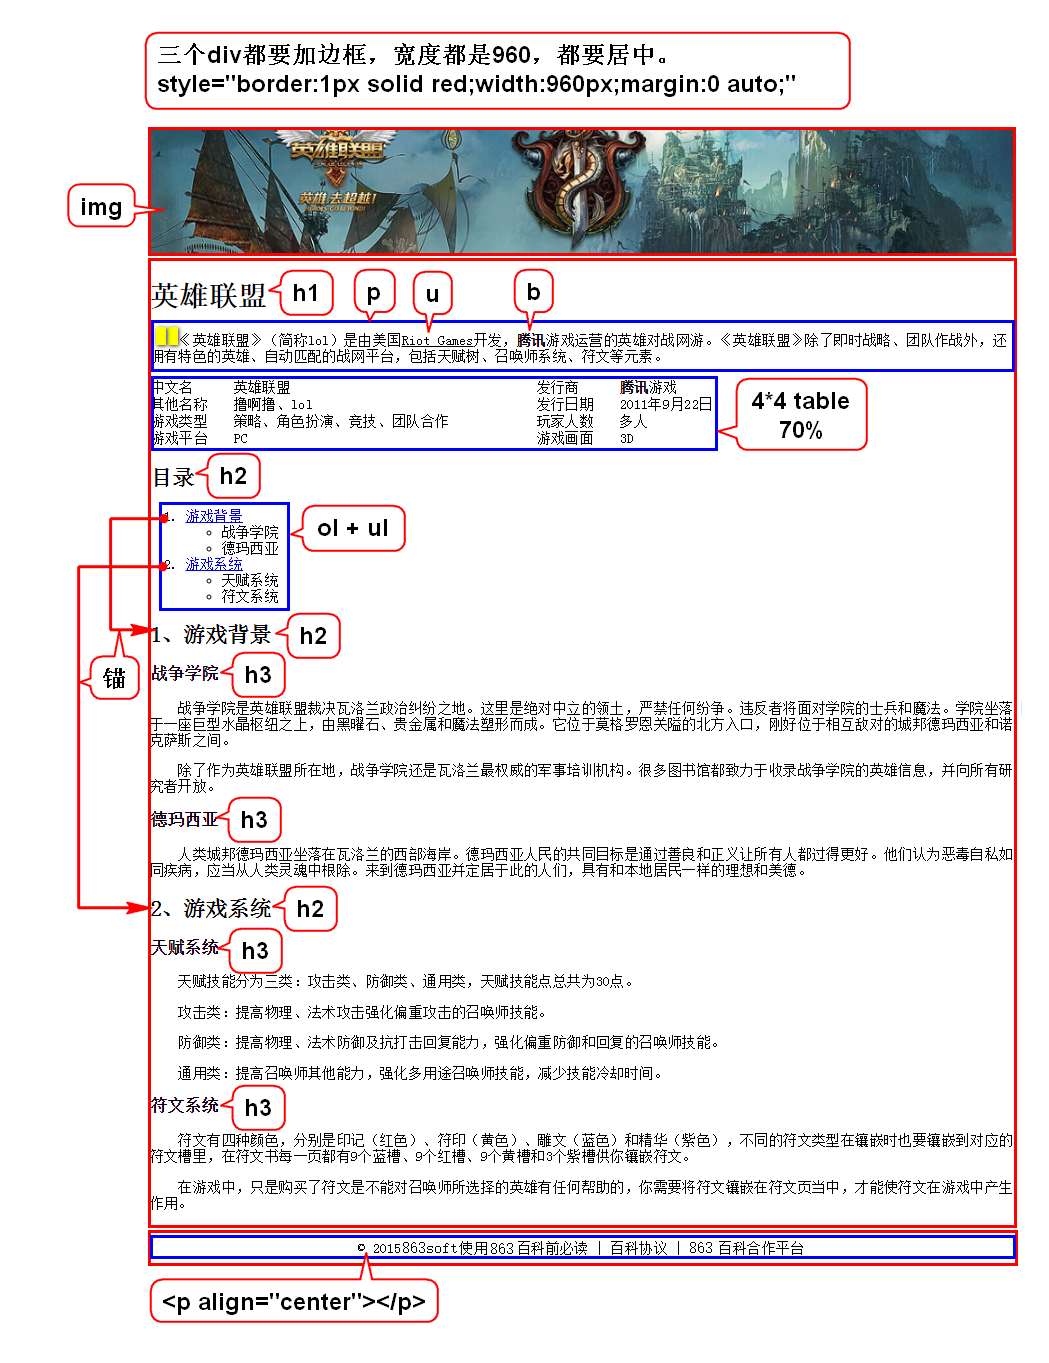 三个div都要加边框，宽度都是960，都要居中。
style="border:1px solid red;width:960px;margin:0 auto;"
英雄联盟
LEAGUE LEGENDS
英雄,去超越!
HEROES GO BEYOND!
img
英雄联盟
h1
p
u
b
《英雄联盟》（简称lol）是由美国Riot Games开发，腾讯游戏运营的英雄对战网游。《英雄联盟》除了即时战略、团队作战外，还
拥有特色的英雄、自动匹配的战网平台，包括天赋树、召唤师系统、符文等元素。
中文名 英雄联盟 发行商 腾讯游戏
其他名称 撸啊撸、lol 发行日期 2011年9月22日
游戏类型 策略、角色扮演、竞技、团队合作 玩家人数 多人
游戏平台 PC 游戏画面 3D
4*4 table
70%
目录
h2
1. 游戏背景
战争学院
德玛西亚
2. 游戏系统
天赋系统
符文系统
ol + ul
锚
1、游戏背景
h2
战争学院
h3
战争学院是英雄联盟裁决瓦洛兰政治纠纷之地。这里是绝对中立的领土，严禁任何纷争。违反者将面对学院的士兵和魔法。学院坐落
于一座巨型水晶枢纽之上，由黑曜石、贵金属和魔法塑形而成。它位于莫格罗恩关隘的北方入口，刚好位于相互敌对的城邦德玛西亚和诺
克萨斯之间。
除了作为英雄联盟所在地，战争学院还是瓦洛兰最权威的军事培训机构。很多图书馆都致力于收录战争学院的英雄信息，并向所有研
究者开放。
德玛西亚
h3
人类城邦德玛西亚坐落在瓦洛兰的西部海岸。德玛西亚人民的共同目标是通过善良和正义让所有人都过得更好。他们认为恶毒自私如
同疾病，应当从人类灵魂中根除。来到德玛西亚并定居于此的人们，具有和本地居民一样的理想和美德。
2、游戏系统
h2
天赋系统
h3
天赋技能分为三类：攻击类、防御类、通用类，天赋技能点总共为30点。
攻击类：提高物理、法术攻击强化偏重攻击的召唤师技能。
防御类：提高物理、法术防御及抗打击回复能力，强化偏重防御和回复的召唤师技能。
通用类：提高召唤师其他能力，强化多用途召唤师技能，减少技能冷却时间。
符文系统
h3
符文有四种颜色，分别是印记（红色）、符印（黄色）、雕文（蓝色）和精华（紫色），不同的符文类型在镶嵌时也要镶嵌到对应的
符文槽里，在符文书每一页都有9个蓝槽、9个红槽、9个黄槽和3个紫槽供你镶嵌符文。
在游戏中，只是购买了符文是不能对召唤师所选择的英雄有任何帮助的，你需要将符文镶嵌在符文页当中，才能使符文在游戏中产生
作用。
© 2015863soft使用863 百科前必读 | 百科协议 | 863 百科合作平台
<p align="center"></p>